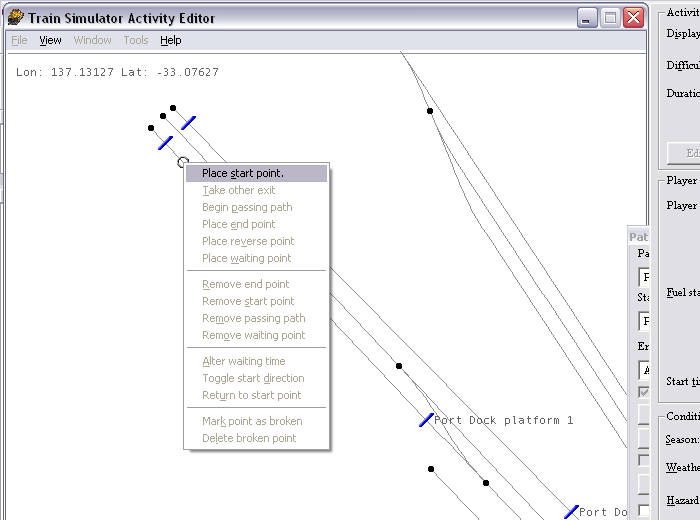 Train Simulator Activity Editor
File View Window Tools Help
Lon: 137.13127 Lat: -33.07627
Place start point.
Take other exit
Begin passing path
Place end point
Place reverse point
Place waiting point
Remove end point
Remove start point
Remove passing path
Remove waiting point
Alter waiting time
Toggle start direction
Return to start point
Mark point as broken
Delete broken point
Port Dock platform 1
Port Do
Pat
Pa
F
Sta
F
En
A
Activit
Display
Difficul
Duratio
Ed
Player
Player
Fuel sta
Start ti
Conditi
Season:
Weathe
Hazard